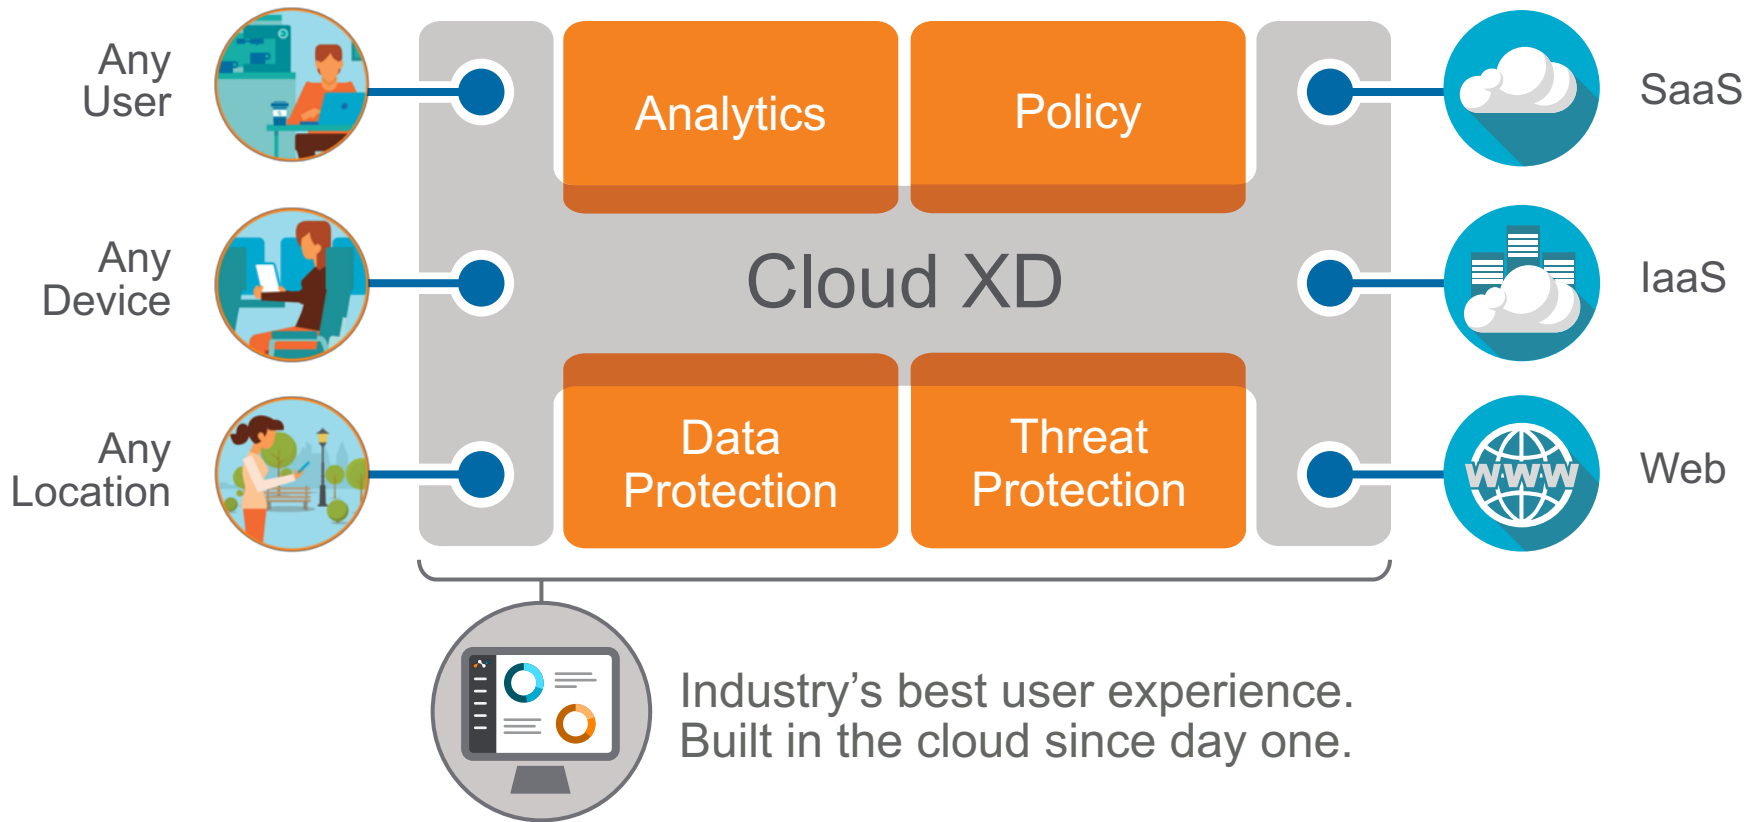 Any
User
Analytics
Policy
SaaS
Any
Device
Cloud XD
IaaS
Any
Location
Data
Protection
Threat
Protection
Web
www
Industry’s best user experience.
Built in the cloud since day one.